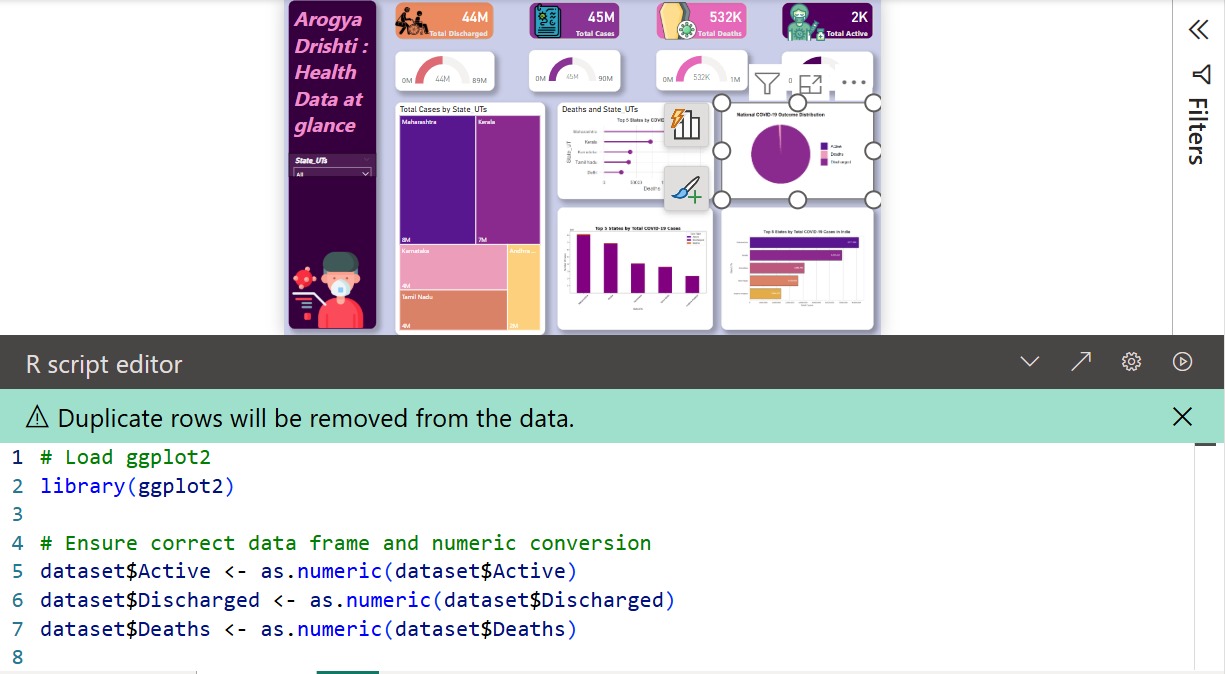 Arogya
Drishti :
Health
Data at
glance
State_UTs
All
44M
Total Discharged
45M
Total Cases
532K
Total Deaths
2K
Total Active
0M 44M 89M
0M 45M 90M
0M 532K 1M
0
Total Cases by State_UTs
Maharashtra
8M
Kerala
7M
Karnataka
4M
Tamil Nadu
4M
Andhra...
2M
Deaths and State_UTs
Top 5 States by COVID
Maharashtra
Kerala
Karnataka
Tamil Nadu
Delhi
State_UT
Deaths
National COVID-19 Outcome Distribution
Active
Deaths
Discharged
Top 5 States by Total COVID-19 Cases
Top 5 States by Total COVID-19 Cases in India
Filters
R script editor
Duplicate rows will be removed from the data.
1 # Load ggplot2
2 library(ggplot2)
3
4 # Ensure correct data frame and numeric conversion
5 dataset$Active <- as.numeric(dataset$Active)
6 dataset$Discharged <- as.numeric(dataset$Discharged)
7 dataset$Deaths <- as.numeric(dataset$Deaths)
8